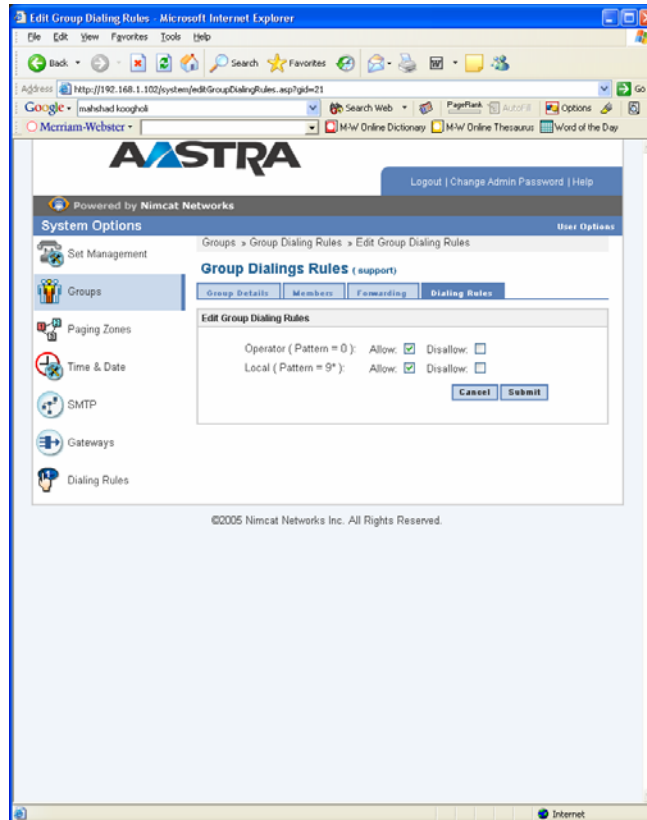 Edit Group Dialing Rules - Microsoft Internet Explorer
File Edit View Favorites Tools Help
Back Search Favorites
Address http://192.168.1.102/system/editGroupDialingRules.asp?gid=21 Go
Google mahshad koogholi Search Web PageRank AutoFill Options
Merriam-Webster M-W Online Dictionary M-W Online Thesaurus Word of the Day
AASTRA
Logout | Change Admin Password | Help
Powered by Nimcat Networks
System Options User Options
Groups » Group Dialing Rules » Edit Group Dialing Rules
Set Management
Group Dialings Rules ( support)
Groups
Group Details Members Forwarding Dialing Rules
Edit Group Dialing Rules
Paging Zones
Operator ( Pattern = 0 ): Allow: Disallow:
Time & Date
Local ( Pattern = 9* ): Allow: Disallow:
Cancel Submit
SMTP
Gateways
Dialing Rules
©2005 Nimcat Networks Inc. All Rights Reserved.
Internet